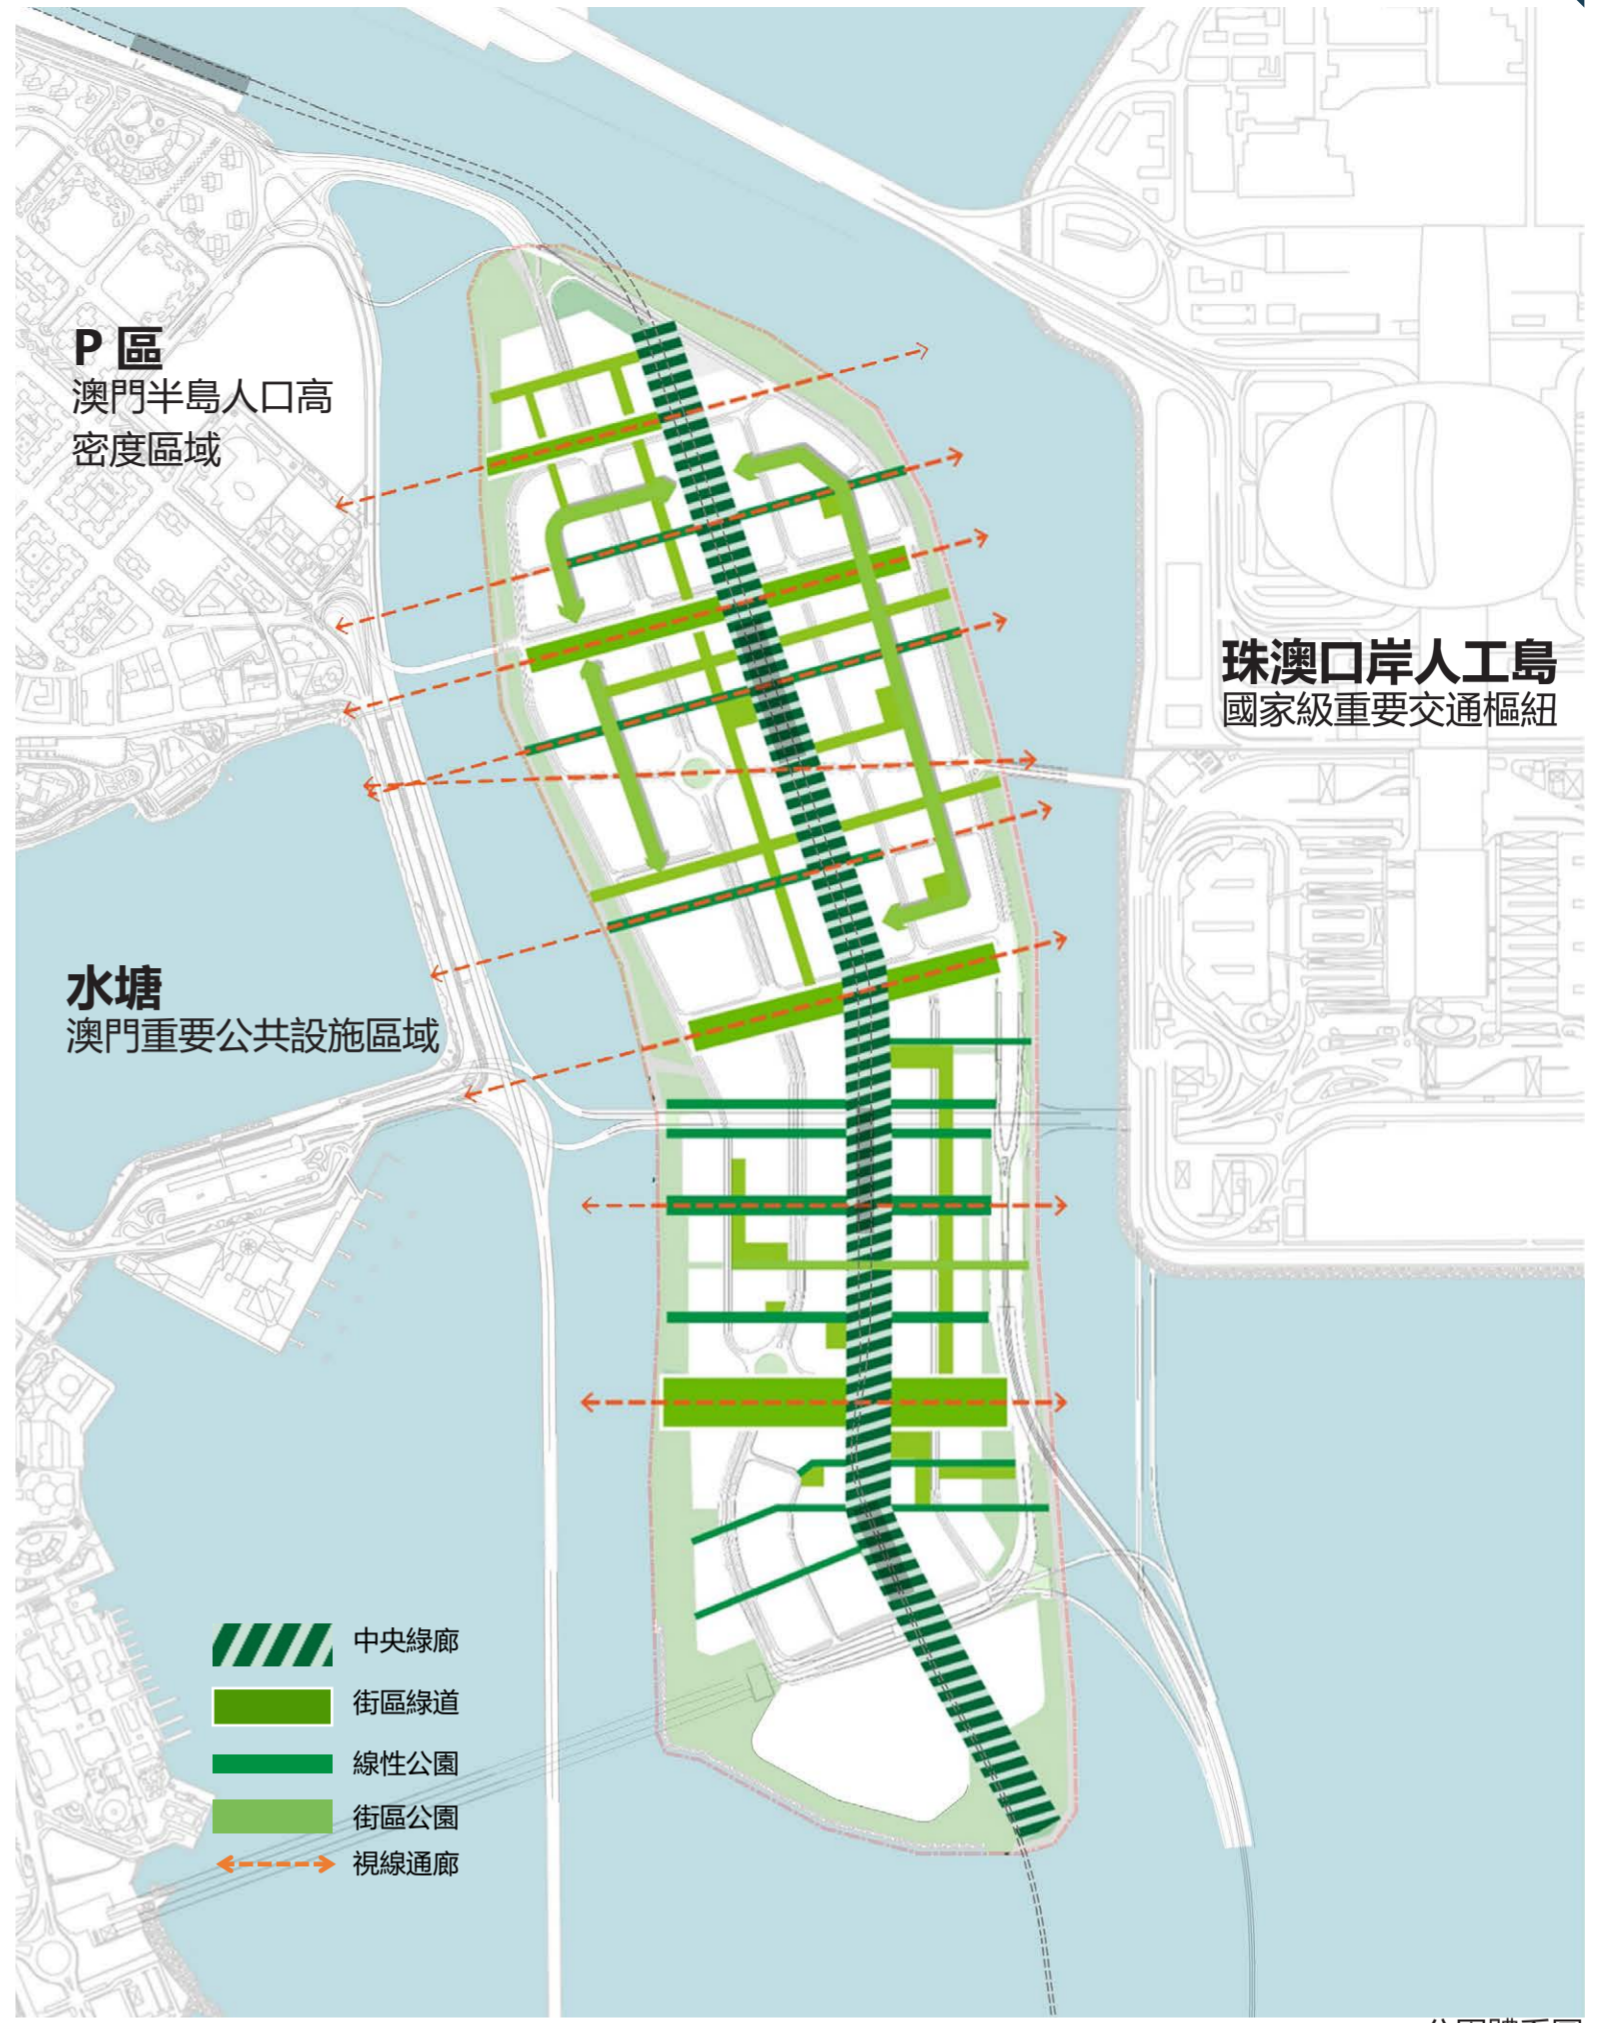 P 區
澳門半島人口高
密度區域
珠澳口岸人工島
國家級重要交通樞紐
水塘
澳門重要公共設施區域
中央綠廊
街區綠道
線性公園
街區公園
視線通廊